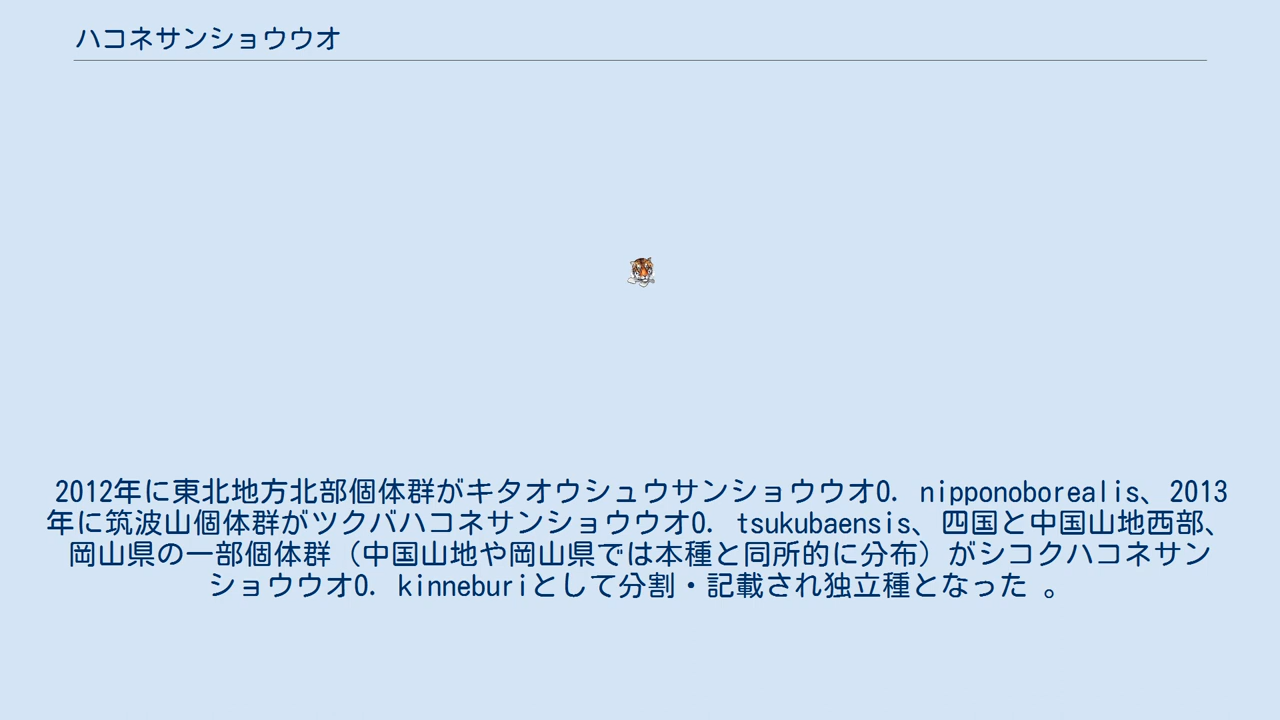 ハコネサンショウウオ
2012年に東北地方北部個体群がキタオウシュウサンショウウオO. nipponoborealis、2013
年に筑波山個体群がツクバハコネサンショウウオO. tsukubaensis、四国と中国山地西部、
岡山県の一部個体群（中国山地や岡山県では本種と同所的に分布）がシコクハコネサン
ショウウオO. kinneburiとして分割・記載され独立種となった 。